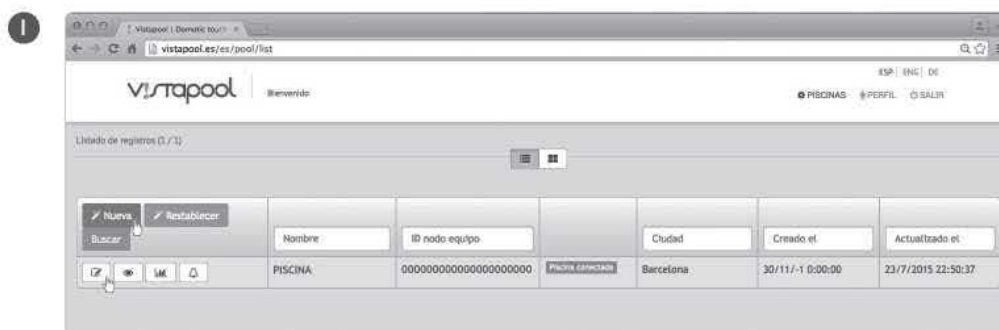 I
Vistapool | Domotic touch
vistapool.es/es/pool/list
ESP | ENG | DE
vistapool
Bienvenido
PISCINAS PERFIL SALIR
Listado de registros (1 / 1)
Nueva Restablecer
Buscar
Nombre ID nodo equipo Ciudad Creado el Actualizado el
PISCINA 000000000000000000000 Piscina conectada Barcelona 30/11/-1 0:00:00 23/7/2015 22:50:37